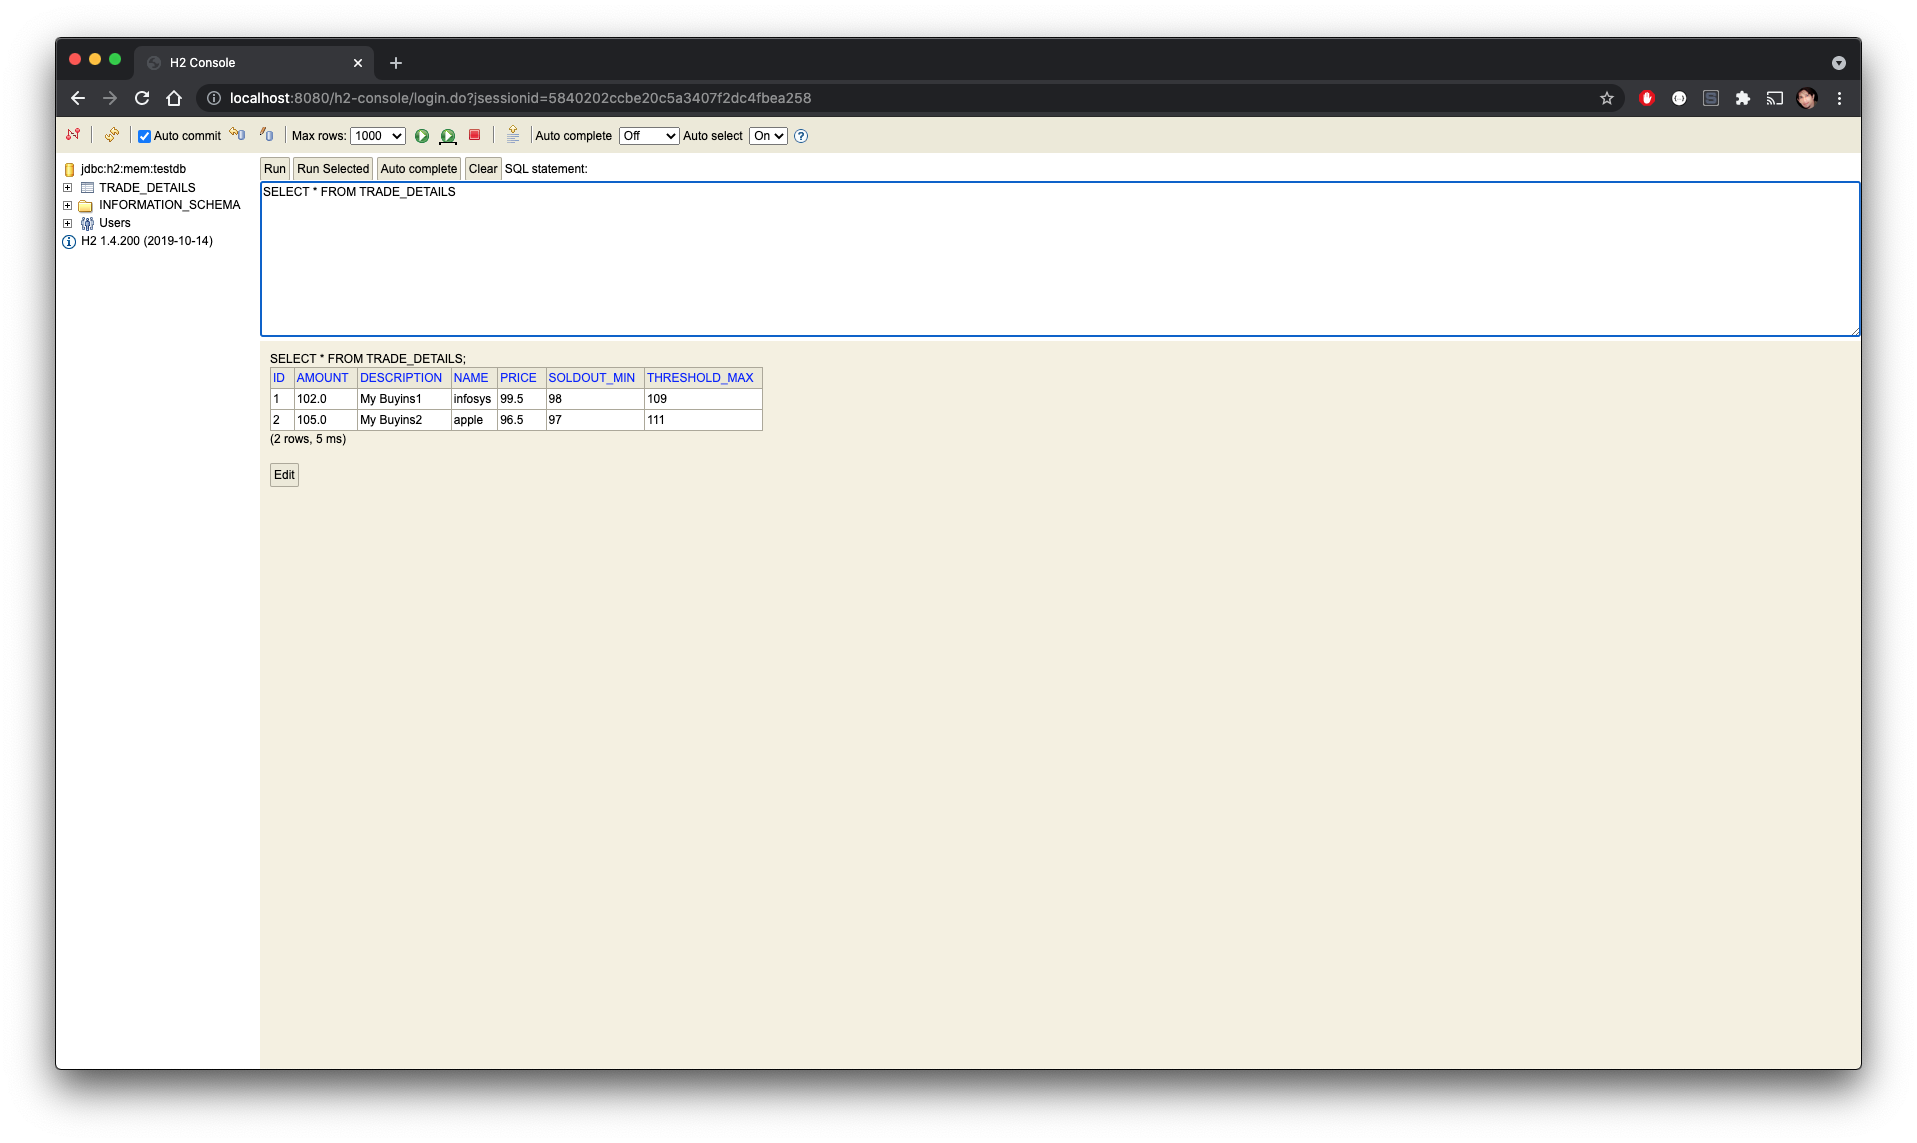 H2 Console
localhost:8080/h2-console/login.do?jsessionid=5840202ccbe20c5a3407f2dc4fbea258
Auto commit Max rows: 1000 Auto complete Off Auto select On
jdbc:h2:mem:testdb
TRADE_DETAILS
INFORMATION_SCHEMA
Users
H2 1.4.200 (2019-10-14)
Run Run Selected Auto complete Clear SQL statement:
SELECT * FROM TRADE_DETAILS
SELECT * FROM TRADE_DETAILS;
ID AMOUNT DESCRIPTION NAME PRICE SOLDOUT_MIN THRESHOLD_MAX
1 102.0 My Buyins1 infosys 99.5 98 109
2 105.0 My Buyins2 apple 96.5 97 111
(2 rows, 5 ms)
Edit